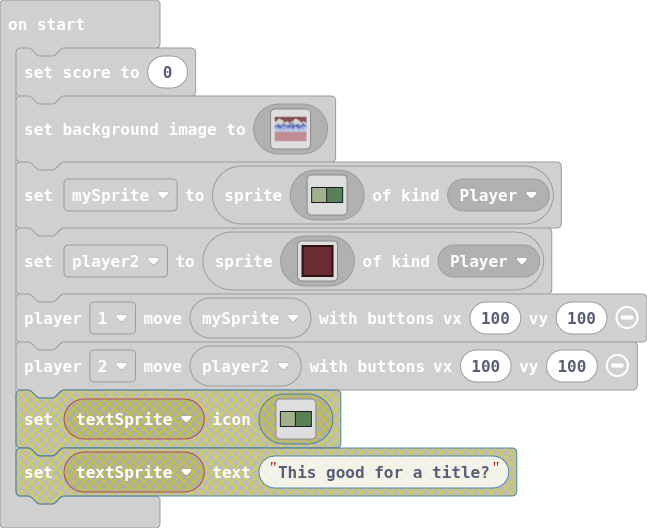 on start
set score to 0
set background image to
set mySprite to sprite of kind Player
set player2 to sprite of kind Player
player 1 move mySprite with buttons vx 100 vy 100
player 2 move player2 with buttons vx 100 vy 100
set textSprite icon
set textSprite text "This good for a title?"